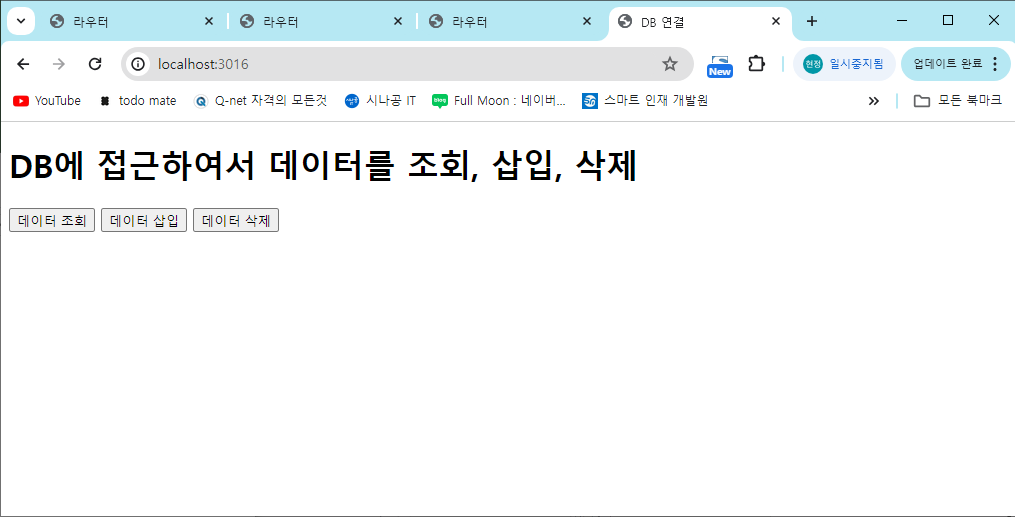 라우터 라우터 라우터 DB 연결
localhost:3016 New 현정 일시중지됨 업데이트 완료
YouTube todo mate Q-net 자격의 모든것 시나공 IT blog Full Moon : 네이버... 스마트 인재 개발원 모든 북마크
DB에 접근하여서 데이터를 조회, 삽입, 삭제
데이터 조회 데이터 삽입 데이터 삭제